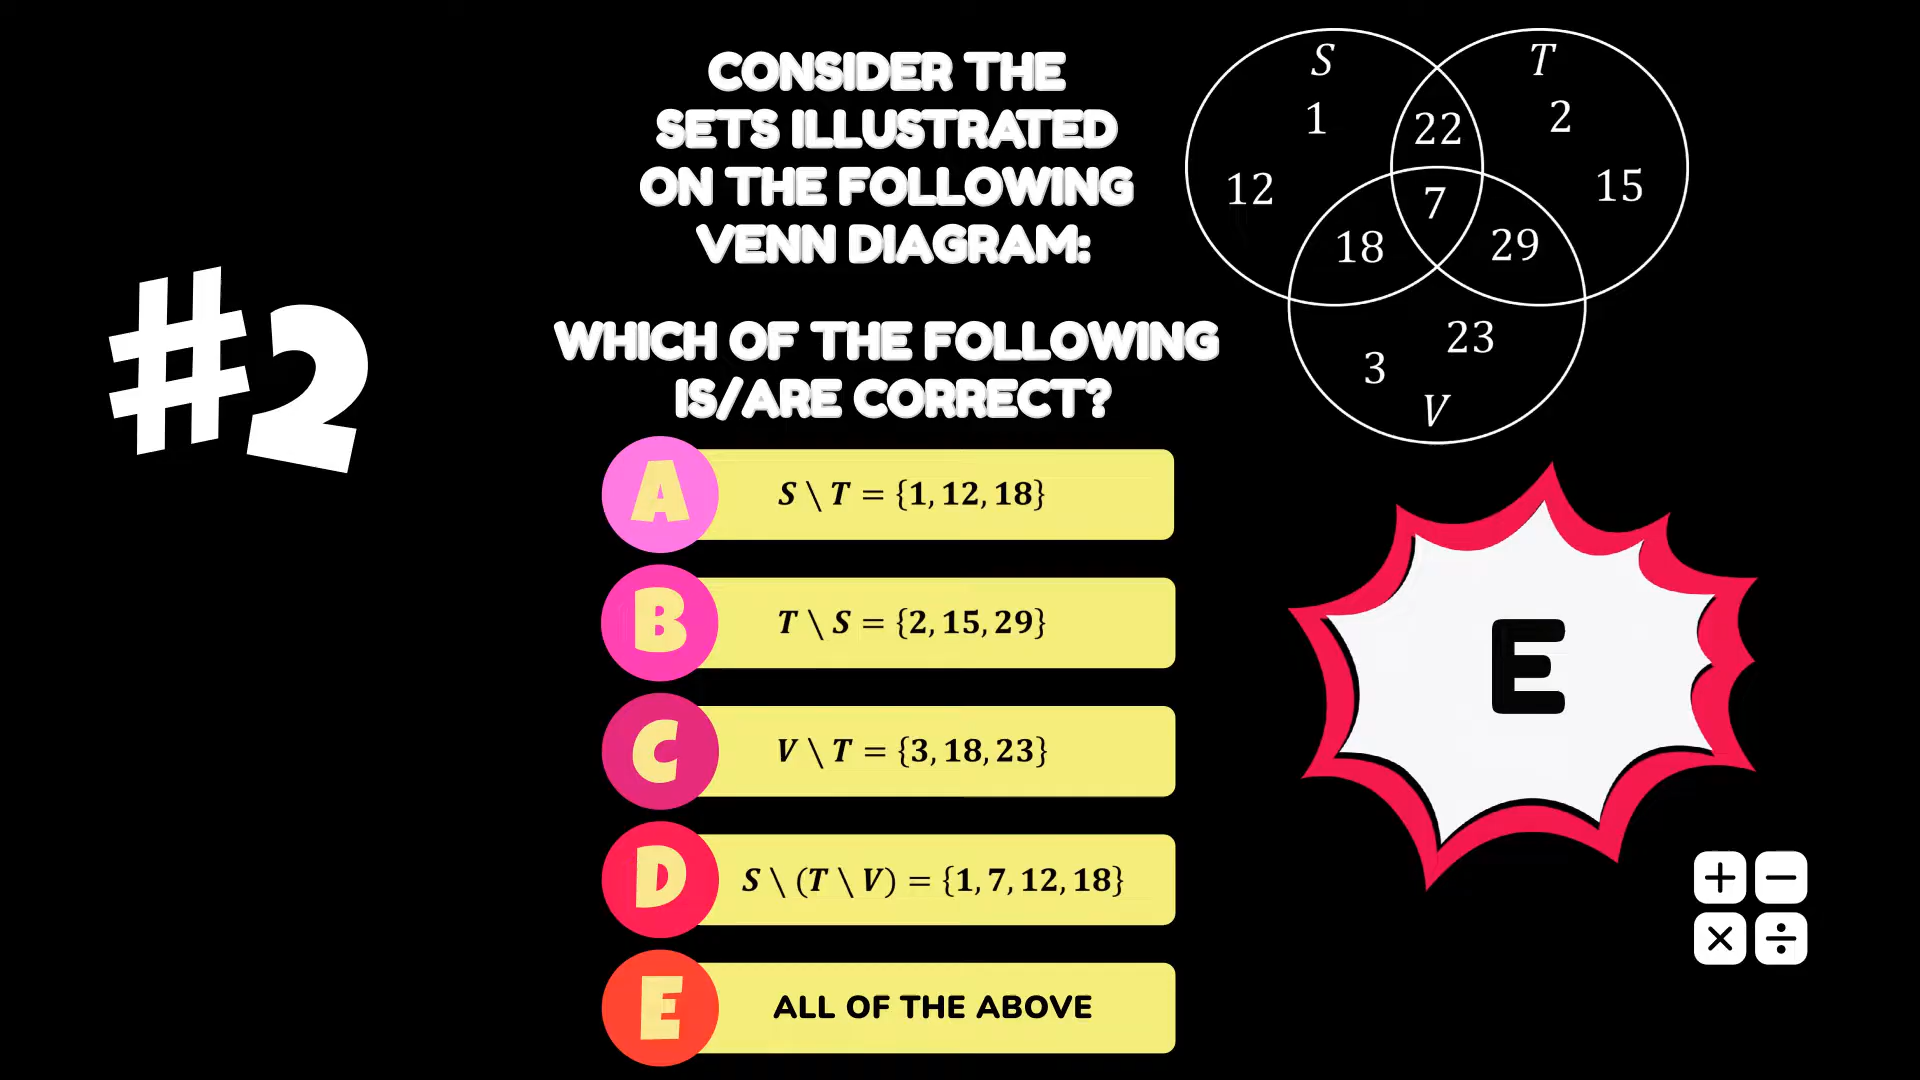 #2
CONSIDER THE
SETS ILLUSTRATED
ON THE FOLLOWING
VENN DIAGRAM:
S
T
1
22
2
12
7
15
18
29
23
3
V
WHICH OF THE FOLLOWING
IS/ARE CORRECT?
A
S \ T = {1, 12, 18}
B
T \ S = {2, 15, 29}
C
V \ T = {3, 18, 23}
D
S \ (T \ V) = {1, 7, 12, 18}
E
ALL OF THE ABOVE
E
+ −
× ÷